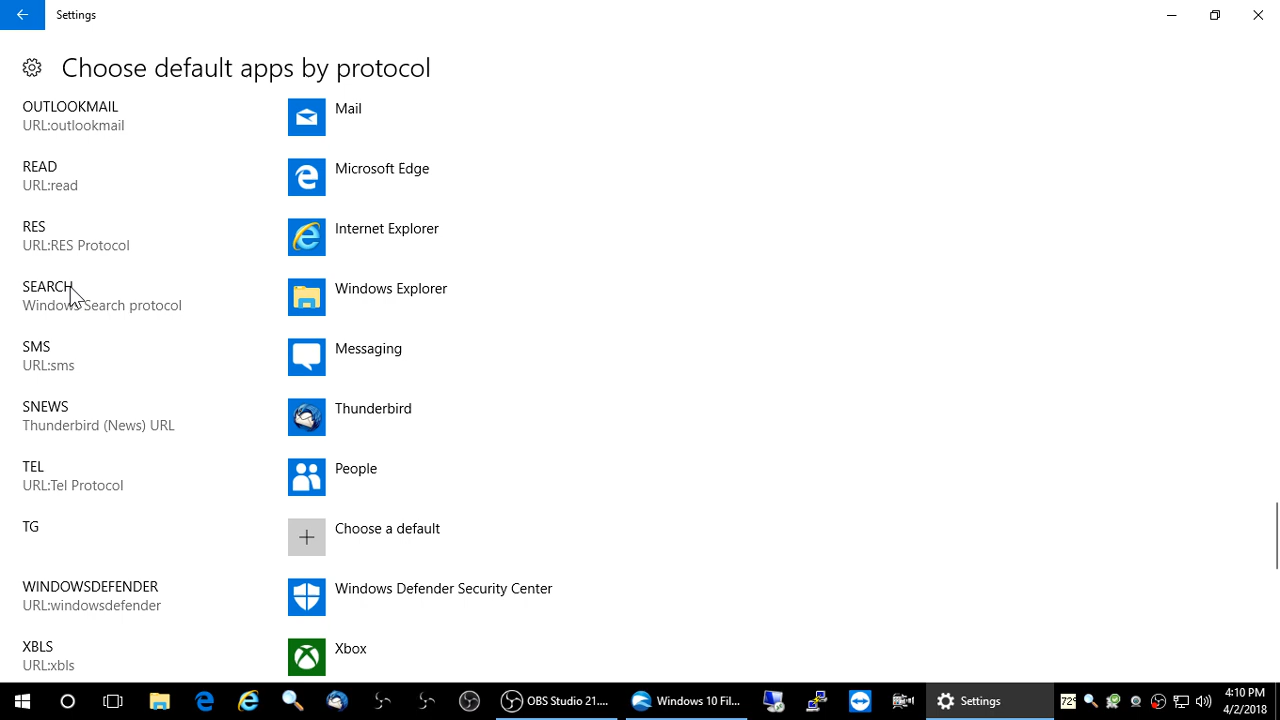 Settings
Choose default apps by protocol
OUTLOOKMAIL
URL:outlookmail
Mail
READ
URL:read
Microsoft Edge
RES
URL:RES Protocol
Internet Explorer
SEARCH
Windows Search protocol
Windows Explorer
SMS
URL:sms
Messaging
SNEWS
Thunderbird (News) URL
Thunderbird
TEL
URL:Tel Protocol
People
TG
Choose a default
WINDOWSDEFENDER
URL:windowsdefender
Windows Defender Security Center
XBLS
URL:xbls
Xbox
OBS Studio 21....
Windows 10 Fil...
Settings
72°
4:10 PM
4/2/2018